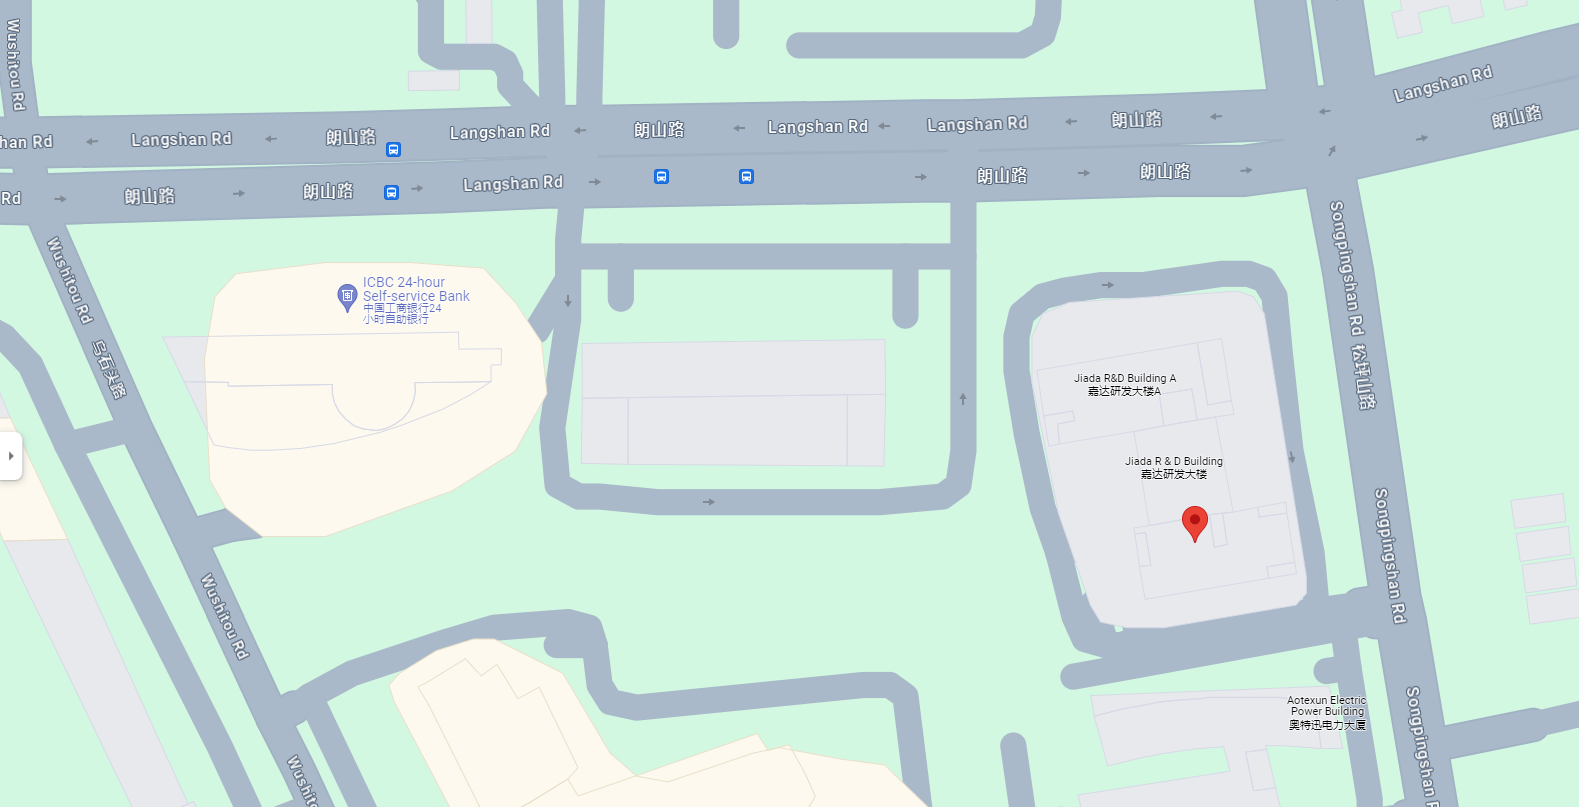 Wushitou Rd
Langshan Rd
han Rd
Langshan Rd
朗山路
Langshan Rd
朗山路
Langshan Rd
Langshan Rd
朗山路
Langshan Rd
朗山路
Rd
朗山路
朗山路
Langshan Rd
朗山路
朗山路
Wushitou Rd
乌石头路
Songpingshan Rd
松坪山路
ICBC 24-hour
Self-service Bank
中国工商银行24
小时自助银行
Jiada R&D Building A
嘉达研发大楼A
Jiada R & D Building
嘉达研发大楼
Songpingshan Rd
Wushitou Rd
Aotexun Electric
Power Building
奥特迅电力大厦
Songpingshan R
Wushito